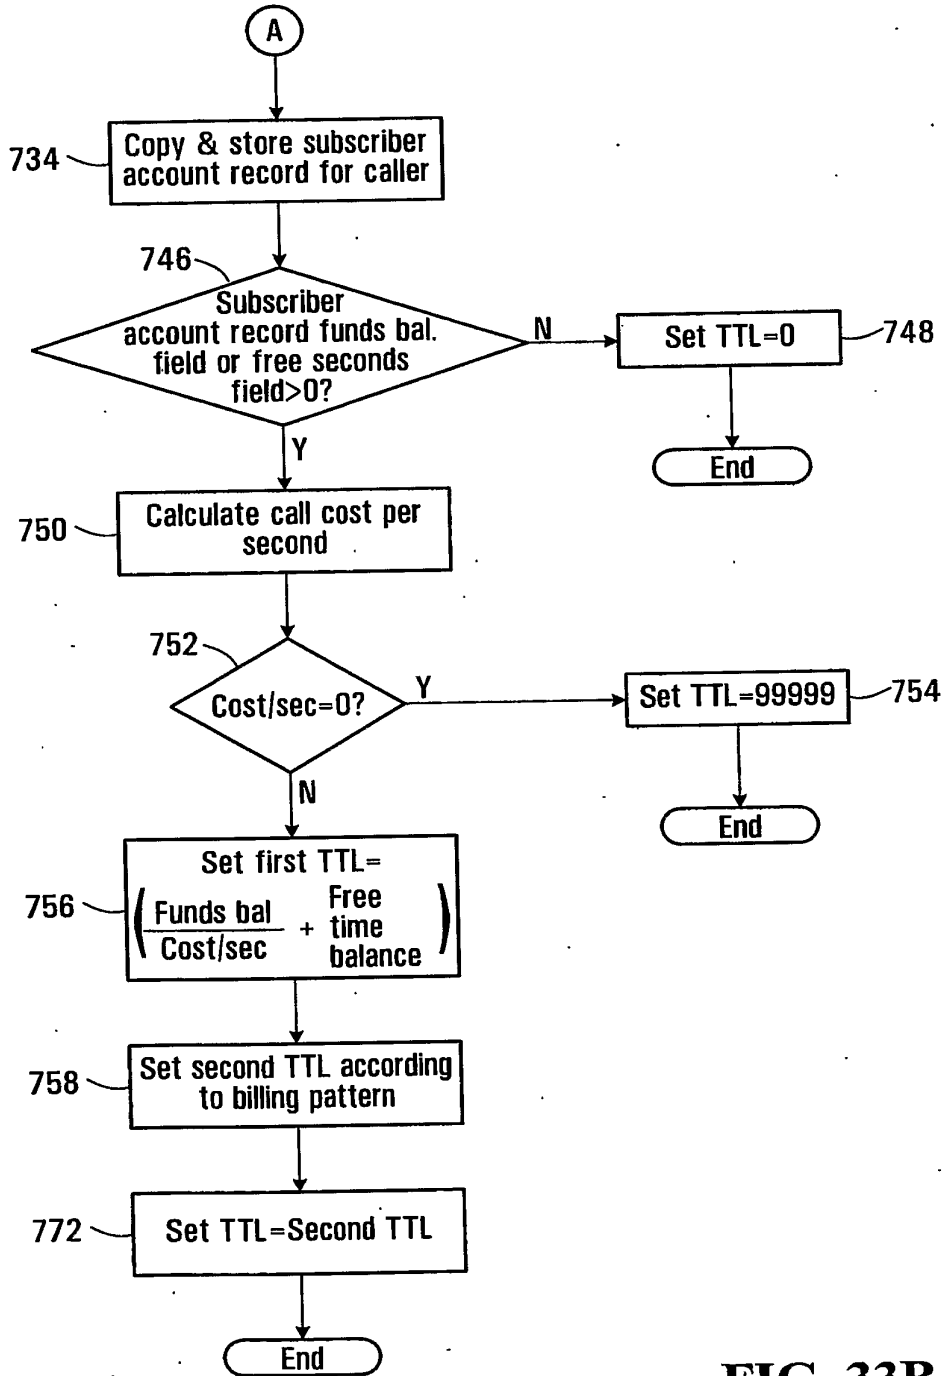 A
734
Copy & store subscriber
account record for caller
746
Subscriber
account record funds bal.
field or free seconds
field>0?
N
Set TTL=0
748
Y
End
750
Calculate call cost per
second
752
Cost/sec=0?
Y
Set TTL=99999
754
N
End
756
Set first TTL=
( Funds bal
Cost/sec
+
Free
time
balance )
758
Set second TTL according
to billing pattern
772
Set TTL=Second TTL
End
FIG. 33B